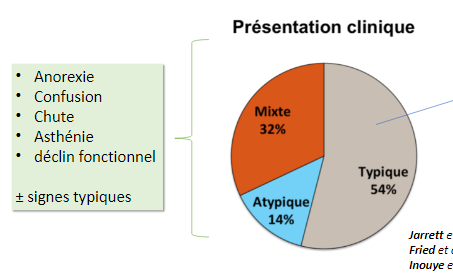 Présentation clinique
• Anorexie
• Confusion
• Chute
• Asthénie
• déclin fonctionnel
± signes typiques
Mixte
32%
Atypique
14%
Typique
54%
Jarrett e
Fried et
Inouye e